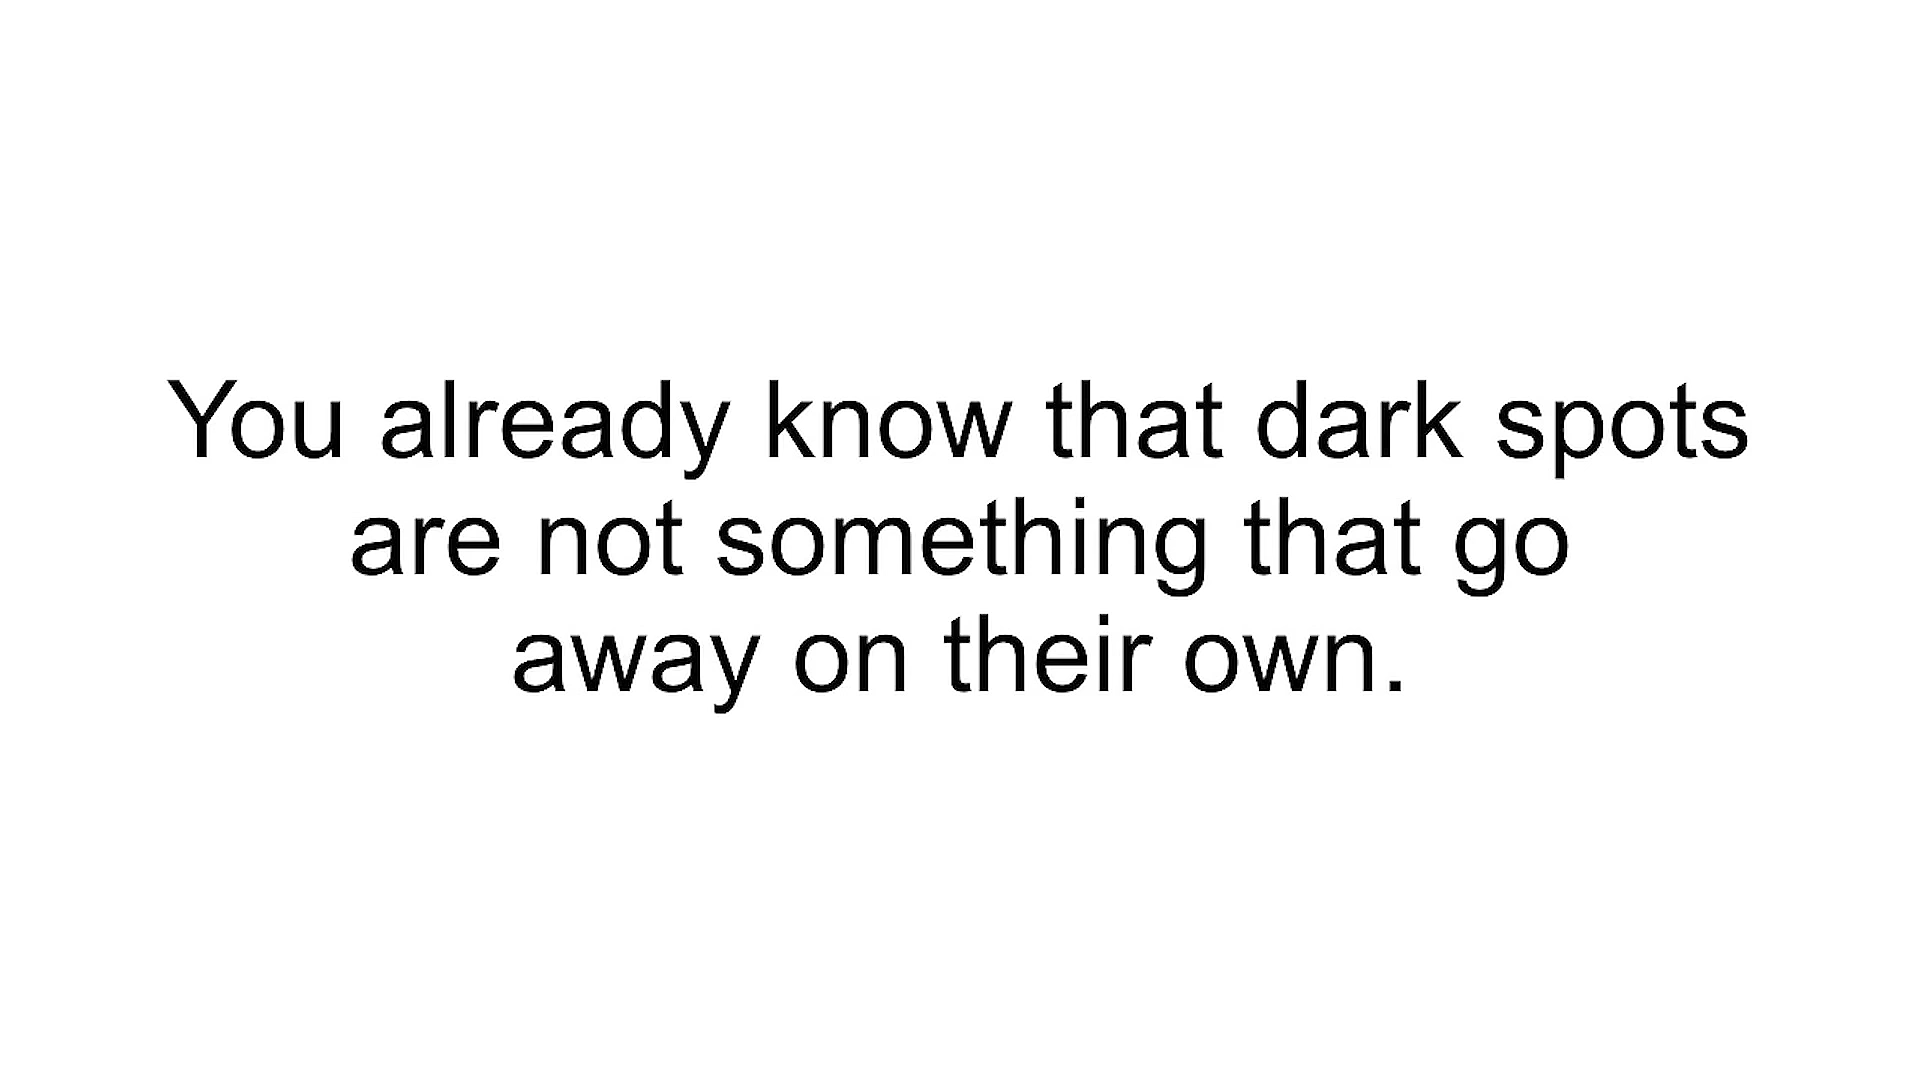 You already know that dark spots
are not something that go
away on their own.